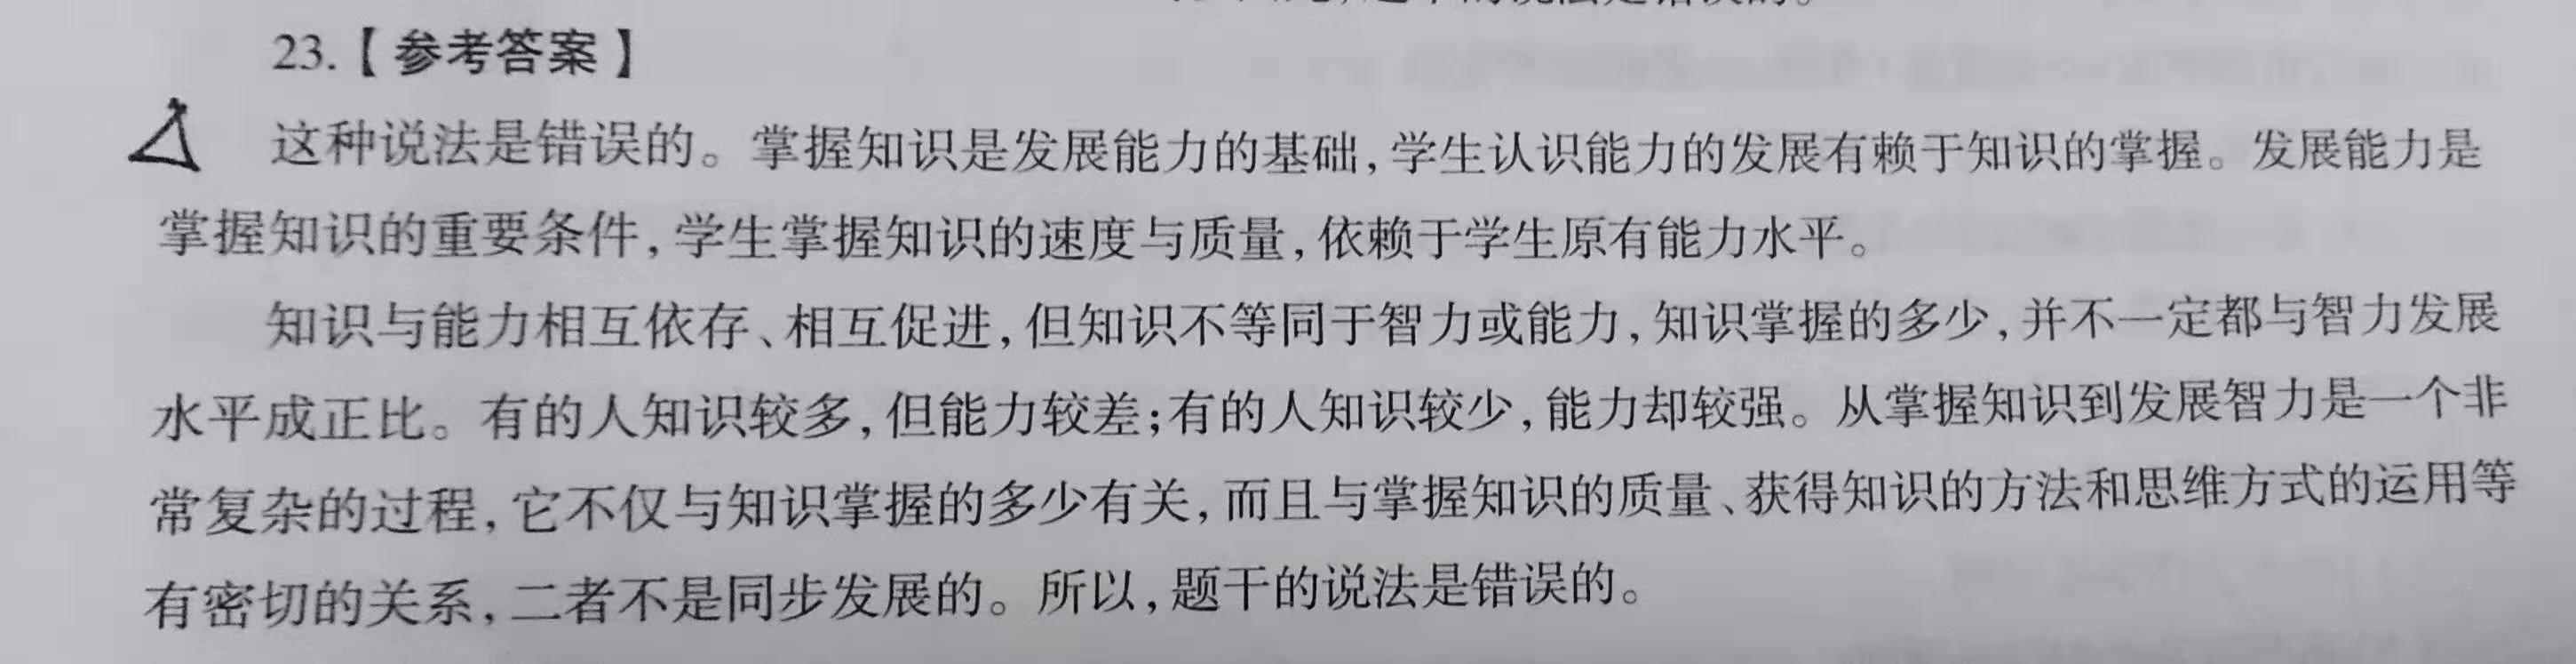 23.【参考答案】
这种说法是错误的。掌握知识是发展能力的基础,学生认识能力的发展有赖于知识的掌握。发展能力是
掌握知识的重要条件,学生掌握知识的速度与质量,依赖于学生原有能力水平。
知识与能力相互依存、相互促进,但知识不等同于智力或能力,知识掌握的多少,并不一定都与智力发展
水平成正比。有的人知识较多,但能力较差;有的人知识较少,能力却较强。从掌握知识到发展智力是一个非
常复杂的过程,它不仅与知识掌握的多少有关,而且与掌握知识的质量、获得知识的方法和思维方式的运用等
有密切的关系,二者不是同步发展的。所以,题干的说法是错误的。